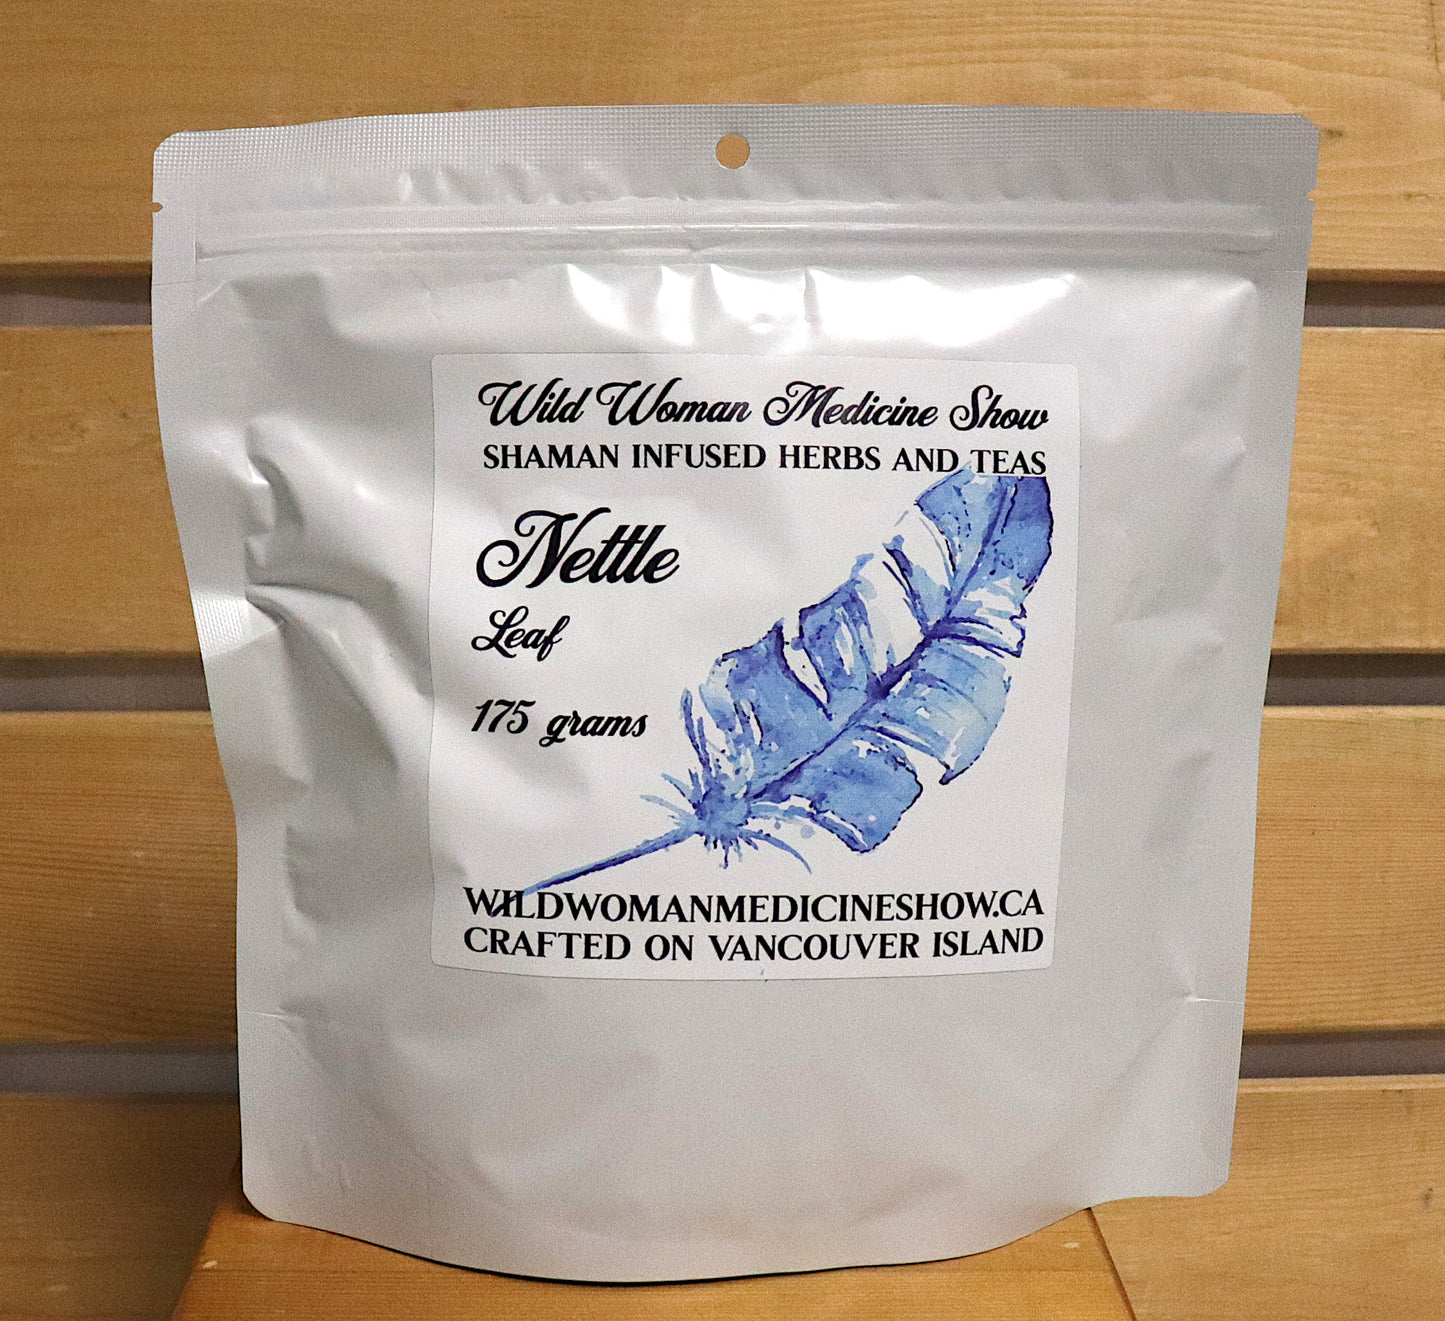 Wild Woman Medicine Show
SHAMAN INFUSED HERBS AND TEAS
Nettle
Leaf
175 grams
WILDWOMANMEDICINESHOW.CA
CRAFTED ON VANCOUVER ISLAND